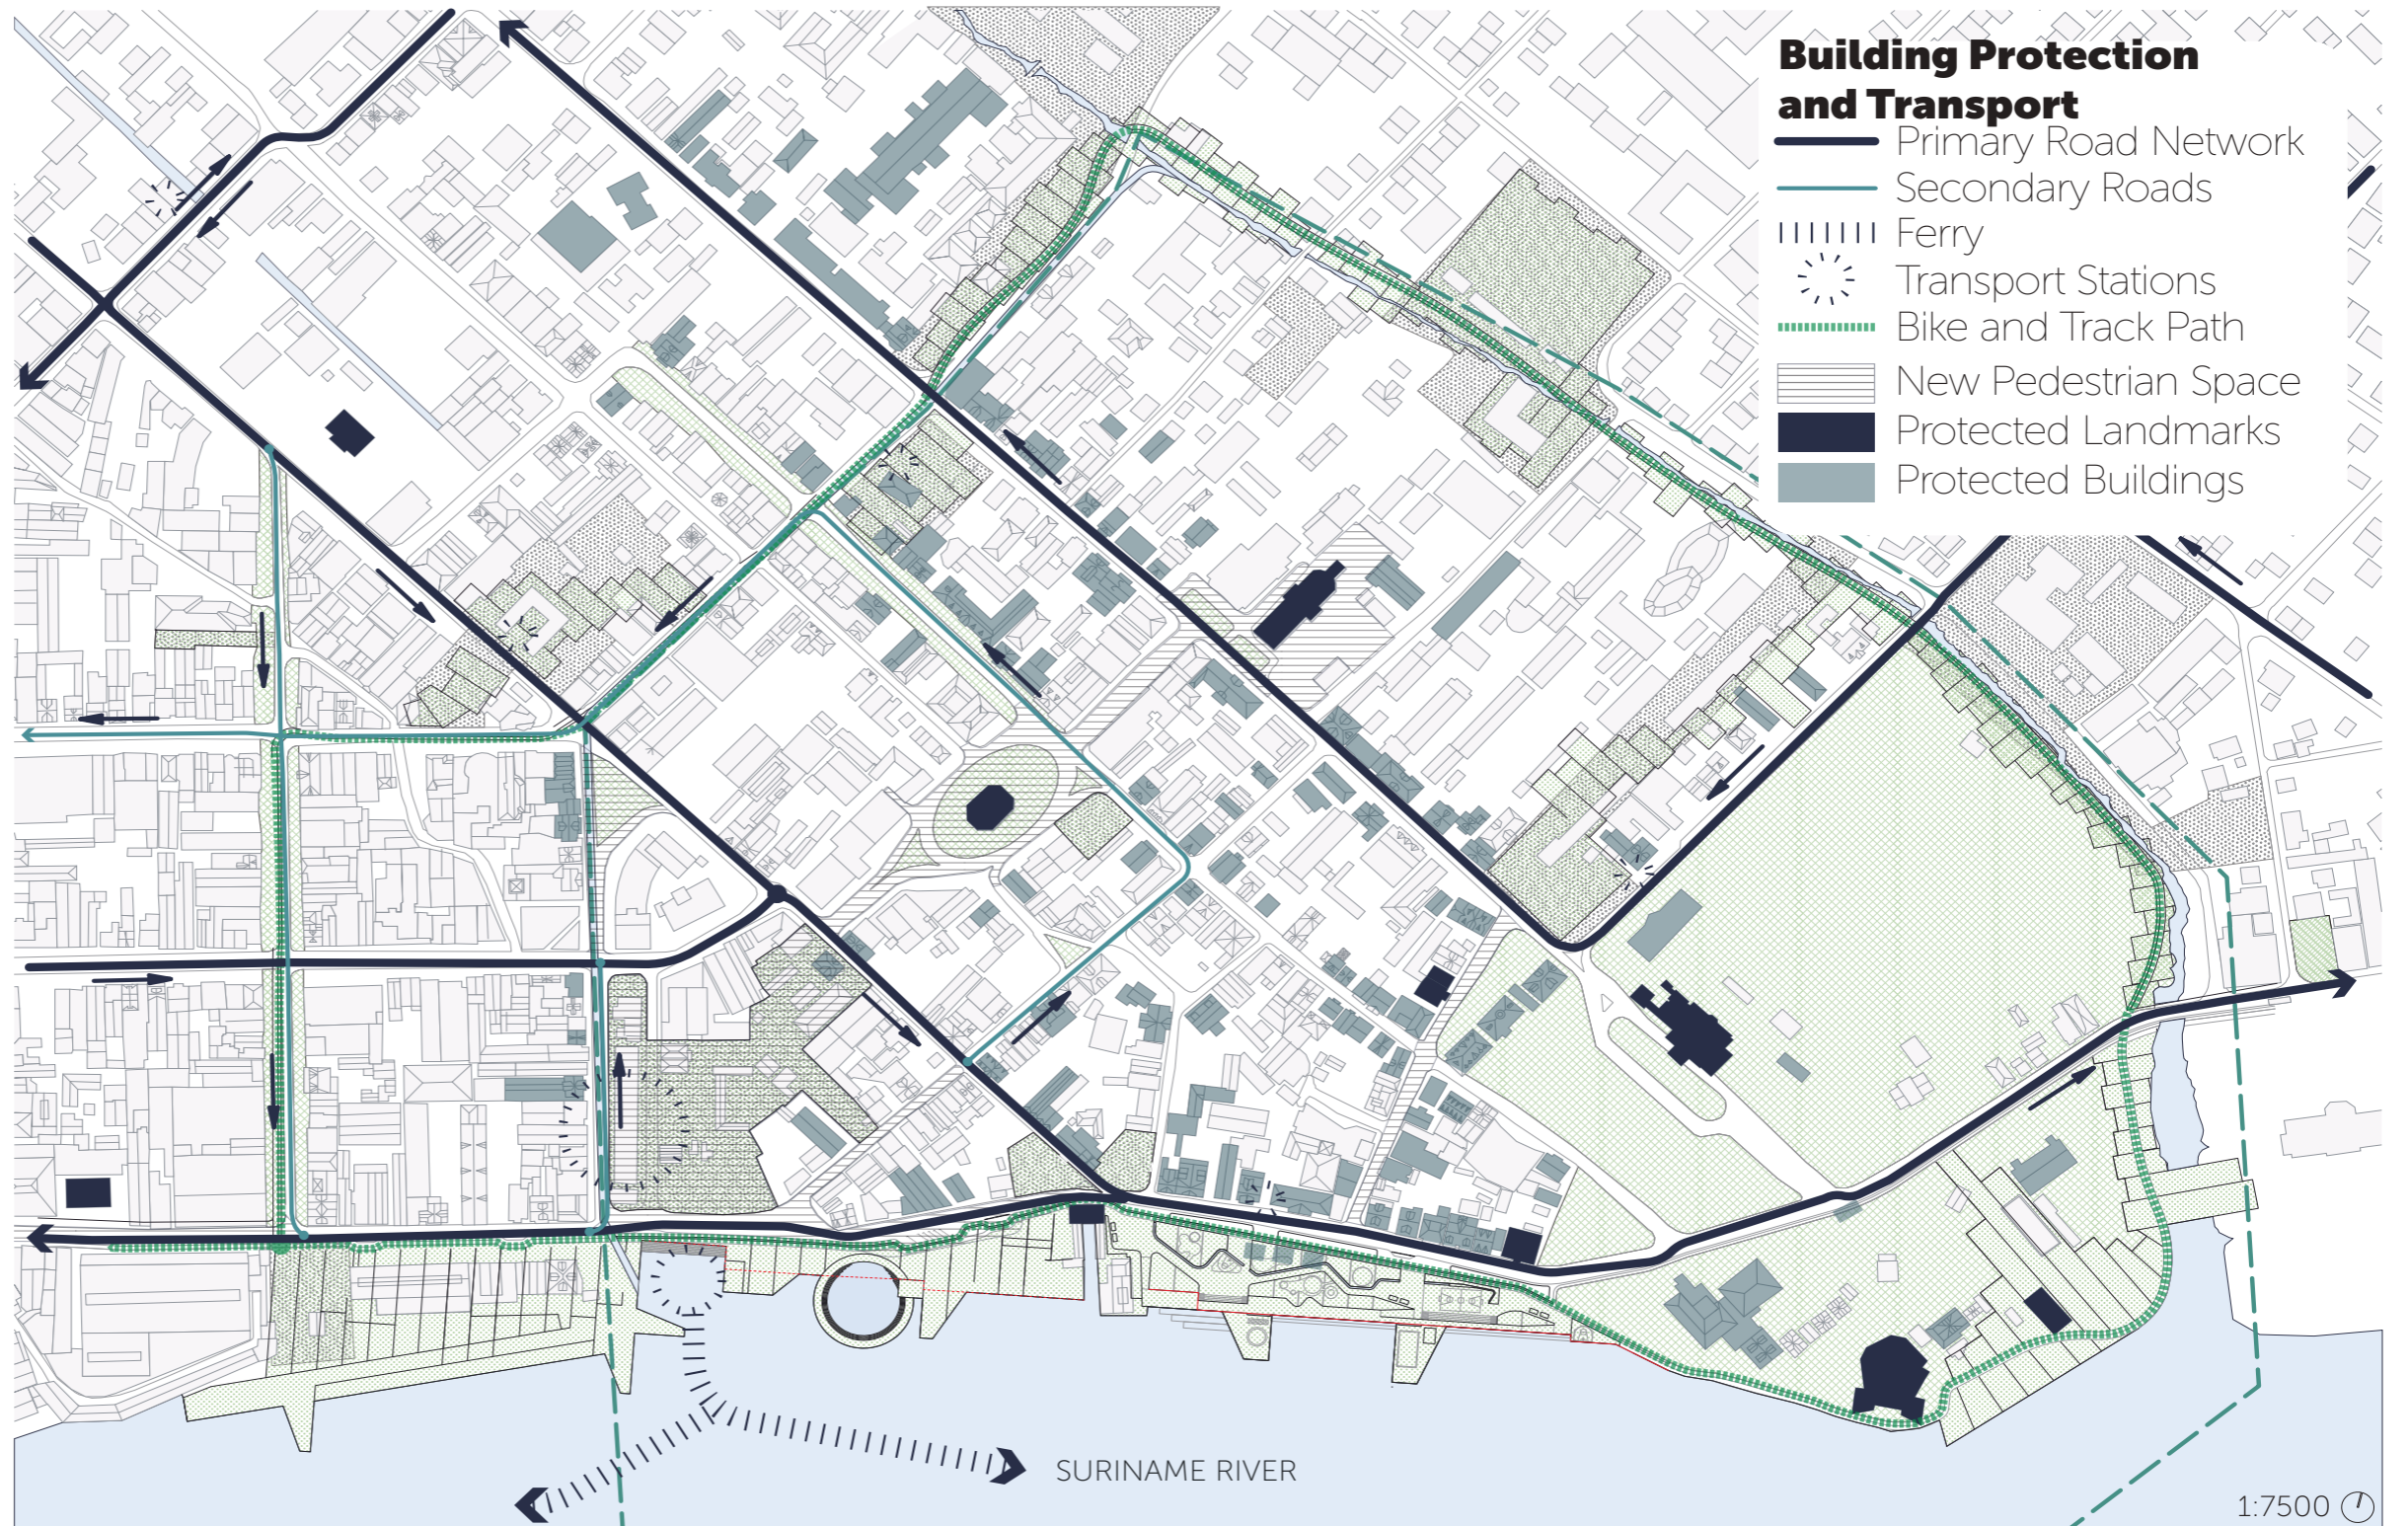 Building Protection
and Transport
Primary Road Network
Secondary Roads
Ferry
Transport Stations
Bike and Track Path
New Pedestrian Space
Protected Landmarks
Protected Buildings
SURINAME RIVER
1:7500